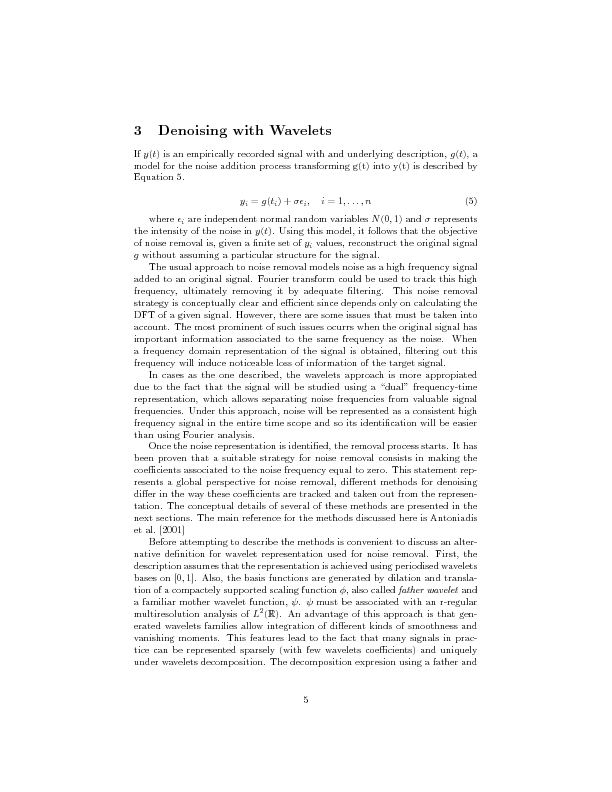 3 Denoising with Wavelets
If y(t) is an empirically recorded signal with and underlying description, g(t), a
model for the noise addition process transforming g(t) into y(t) is described by
Equation 5.
y_i = g(t_i) + σϵ_i, i = 1, . . . , n (5)
where ϵ_i are independent normal random variables N(0, 1) and σ represents
the intensity of the noise in y(t). Using this model, it follows that the objective
of noise removal is, given a finite set of y_i values, reconstruct the original signal
g without assuming a particular structure for the signal.
The usual approach to noise removal models noise as a high frequency signal
added to an original signal. Fourier transform could be used to track this high
frequency, ultimately removing it by adequate filtering. This noise removal
strategy is conceptually clear and efficient since depends only on calculating the
DFT of a given signal. However, there are some issues that must be taken into
account. The most prominent of such issues ocurrs when the original signal has
important information associated to the same frequency as the noise. When
a frequency domain representation of the signal is obtained, filtering out this
frequency will induce noticeable loss of information of the target signal.
In cases as the one described, the wavelets approach is more appropiated
due to the fact that the signal will be studied using a “dual” frequency-time
representation, which allows separating noise frequencies from valuable signal
frequencies. Under this approach, noise will be represented as a consistent high
frequency signal in the entire time scope and so its identification will be easier
than using Fourier analysis.
Once the noise representation is identified, the removal process starts. It has
been proven that a suitable strategy for noise removal consists in making the
coefficients associated to the noise frequency equal to zero. This statement rep-
resents a global perspective for noise removal, different methods for denoising
differ in the way these coefficients are tracked and taken out from the represen-
tation. The conceptual details of several of these methods are presented in the
next sections. The main reference for the methods discussed here is Antoniadis
et al. [2001]
Before attempting to describe the methods is convenient to discuss an alter-
native definition for wavelet representation used for noise removal. First, the
description assumes that the representation is achieved using periodised wavelets
bases on [0, 1]. Also, the basis functions are generated by dilation and transla-
tion of a compactely supported scaling function ϕ, also called father wavelet and
a familiar mother wavelet function, ψ. ψ must be associated with an r-regular
multiresolution analysis of L²(ℝ). An advantage of this approach is that gen-
erated wavelets families allow integration of different kinds of smoothness and
vanishing moments. This features lead to the fact that many signals in prac-
tice can be represented sparsely (with few wavelets coefficients) and uniquely
under wavelets decomposition. The decomposition expresion using a father and
5